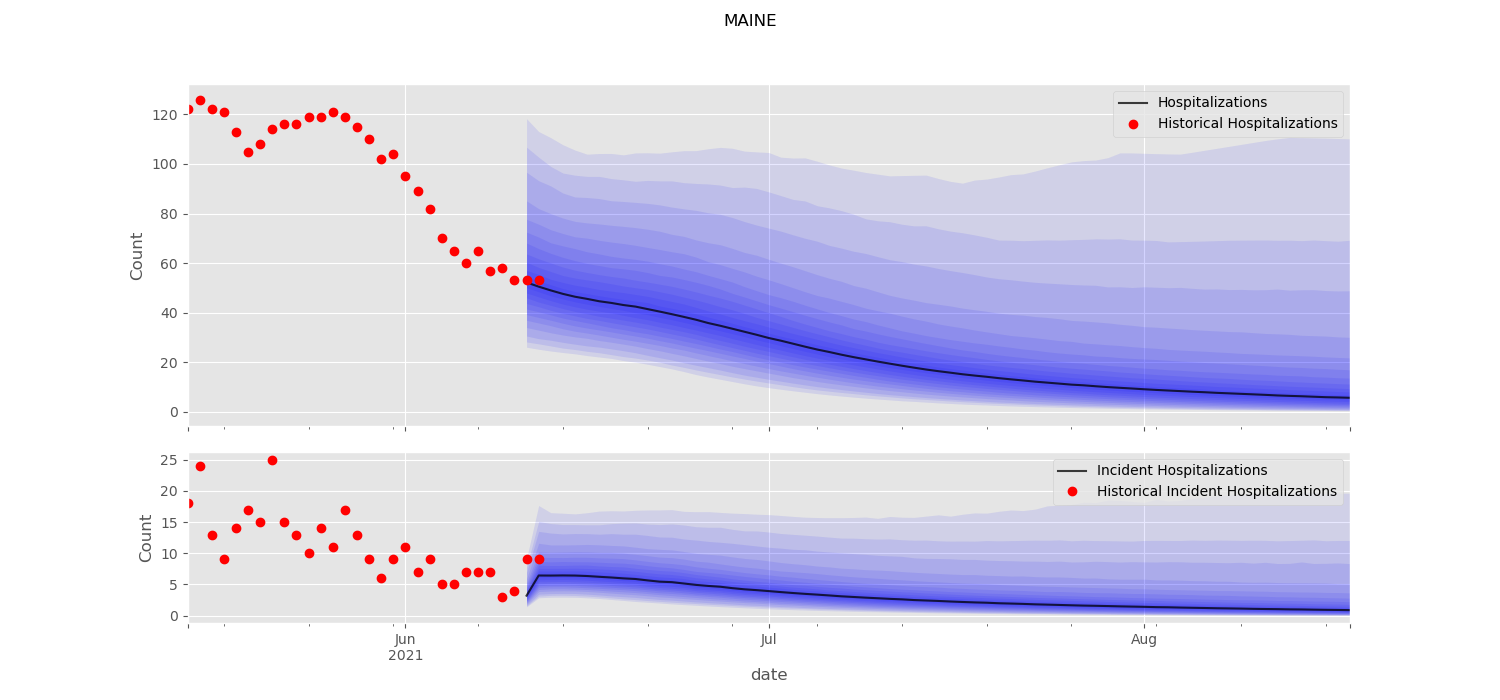 MAINE
Count
120
100
80
60
40
20
0
Hospitalizations
Historical Hospitalizations
Count
25
20
15
10
5
0
Incident Hospitalizations
Historical Incident Hospitalizations
Jun
2021
Jul
Aug
date